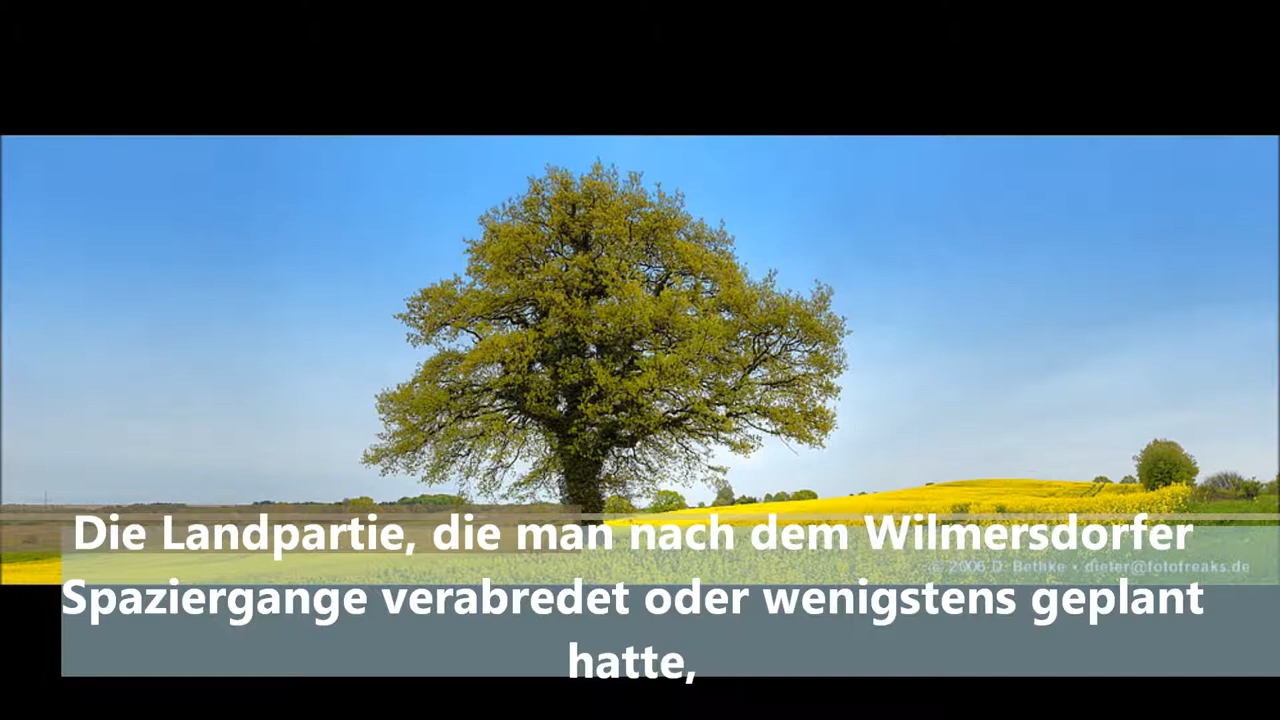 Die Landpartie, die man nach dem Wilmersdorfer
© 2006 D. Bethke • dieter@fotofreaks.de
Spaziergange verabredet oder wenigstens geplant
hatte,